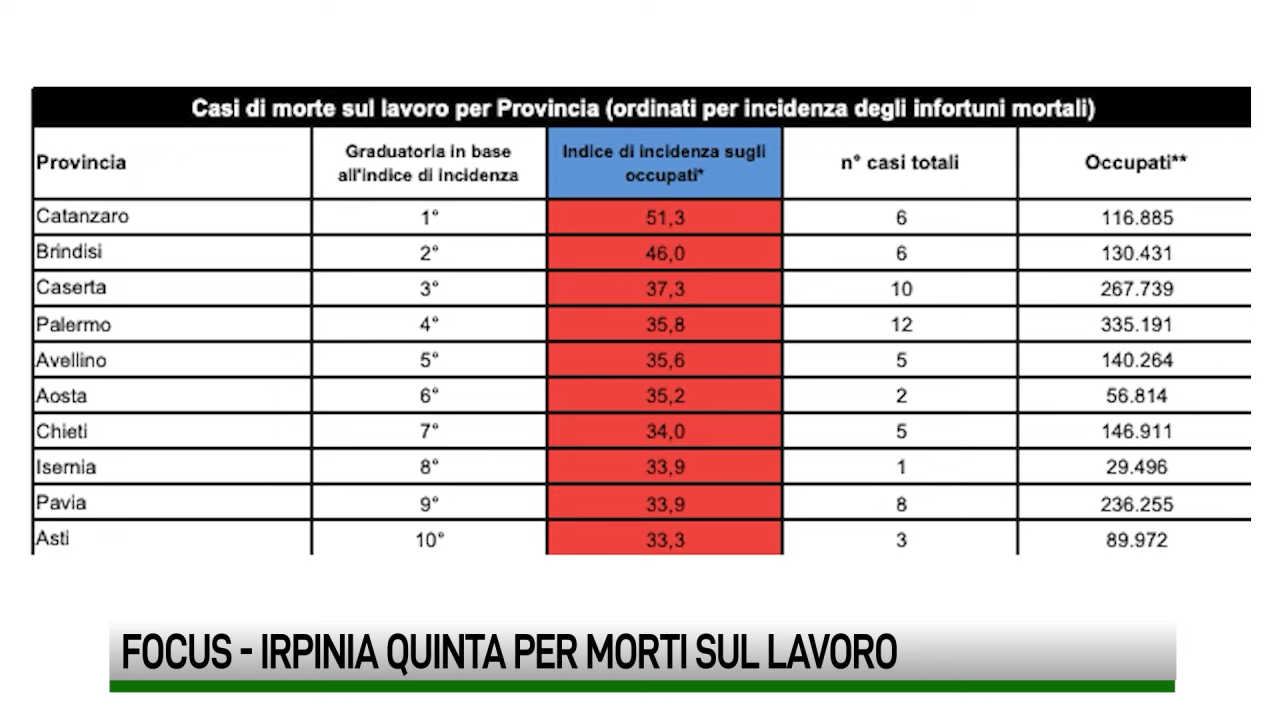 Casi di morte sul lavoro per Provincia (ordinati per incidenza degli infortuni mortali)
Provincia Graduatoria in base all'indice di incidenza Indice di incidenza sugli occupati* n° casi totali Occupati**
Catanzaro 1° 51,3 6 116.885
Brindisi 2° 46,0 6 130.431
Caserta 3° 37,3 10 267.739
Palermo 4° 35,8 12 335.191
Avellino 5° 35,6 5 140.264
Aosta 6° 35,2 2 56.814
Chieti 7° 34,0 5 146.911
Isernia 8° 33,9 1 29.496
Pavia 9° 33,9 8 236.255
Asti 10° 33,3 3 89.972
FOCUS - IRPINIA QUINTA PER MORTI SUL LAVORO